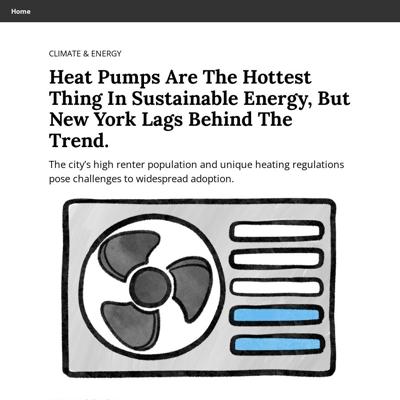 Home
CLIMATE & ENERGY
Heat Pumps Are The Hottest
Thing In Sustainable Energy, But
New York Lags Behind The
Trend.
The city’s high renter population and unique heating regulations
pose challenges to widespread adoption.